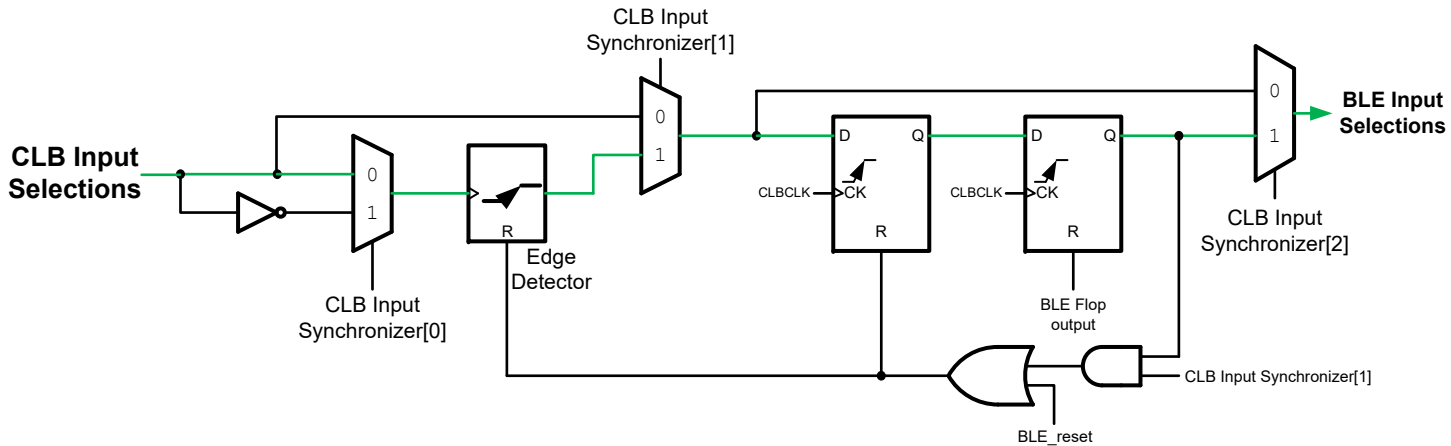 CLB Input
Synchronizer[1]
CLB Input
Selections
0
1
R
Edge
Detector
CLB Input
Synchronizer[0]
0
1
D
Q
CLBCLK
CK
R
D
Q
CLBCLK
CK
R
BLE Flop
output
0
1
BLE Input
Selections
CLB Input
Synchronizer[2]
CLB Input Synchronizer[1]
BLE_reset